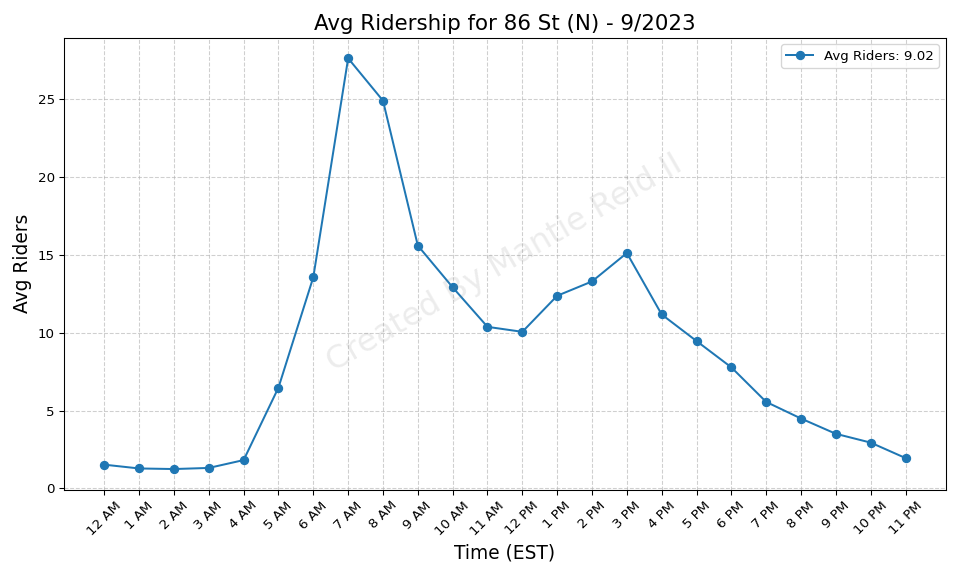 Avg Ridership for 86 St (N) - 9/2023
Avg Riders: 9.02
Avg Riders
25
20
15
10
5
0
Created By Mantie Reid II
12 AM
1 AM
2 AM
3 AM
4 AM
5 AM
6 AM
7 AM
8 AM
9 AM
10 AM
11 AM
12 PM
1 PM
2 PM
3 PM
4 PM
5 PM
6 PM
7 PM
8 PM
9 PM
10 PM
11 PM
Time (EST)